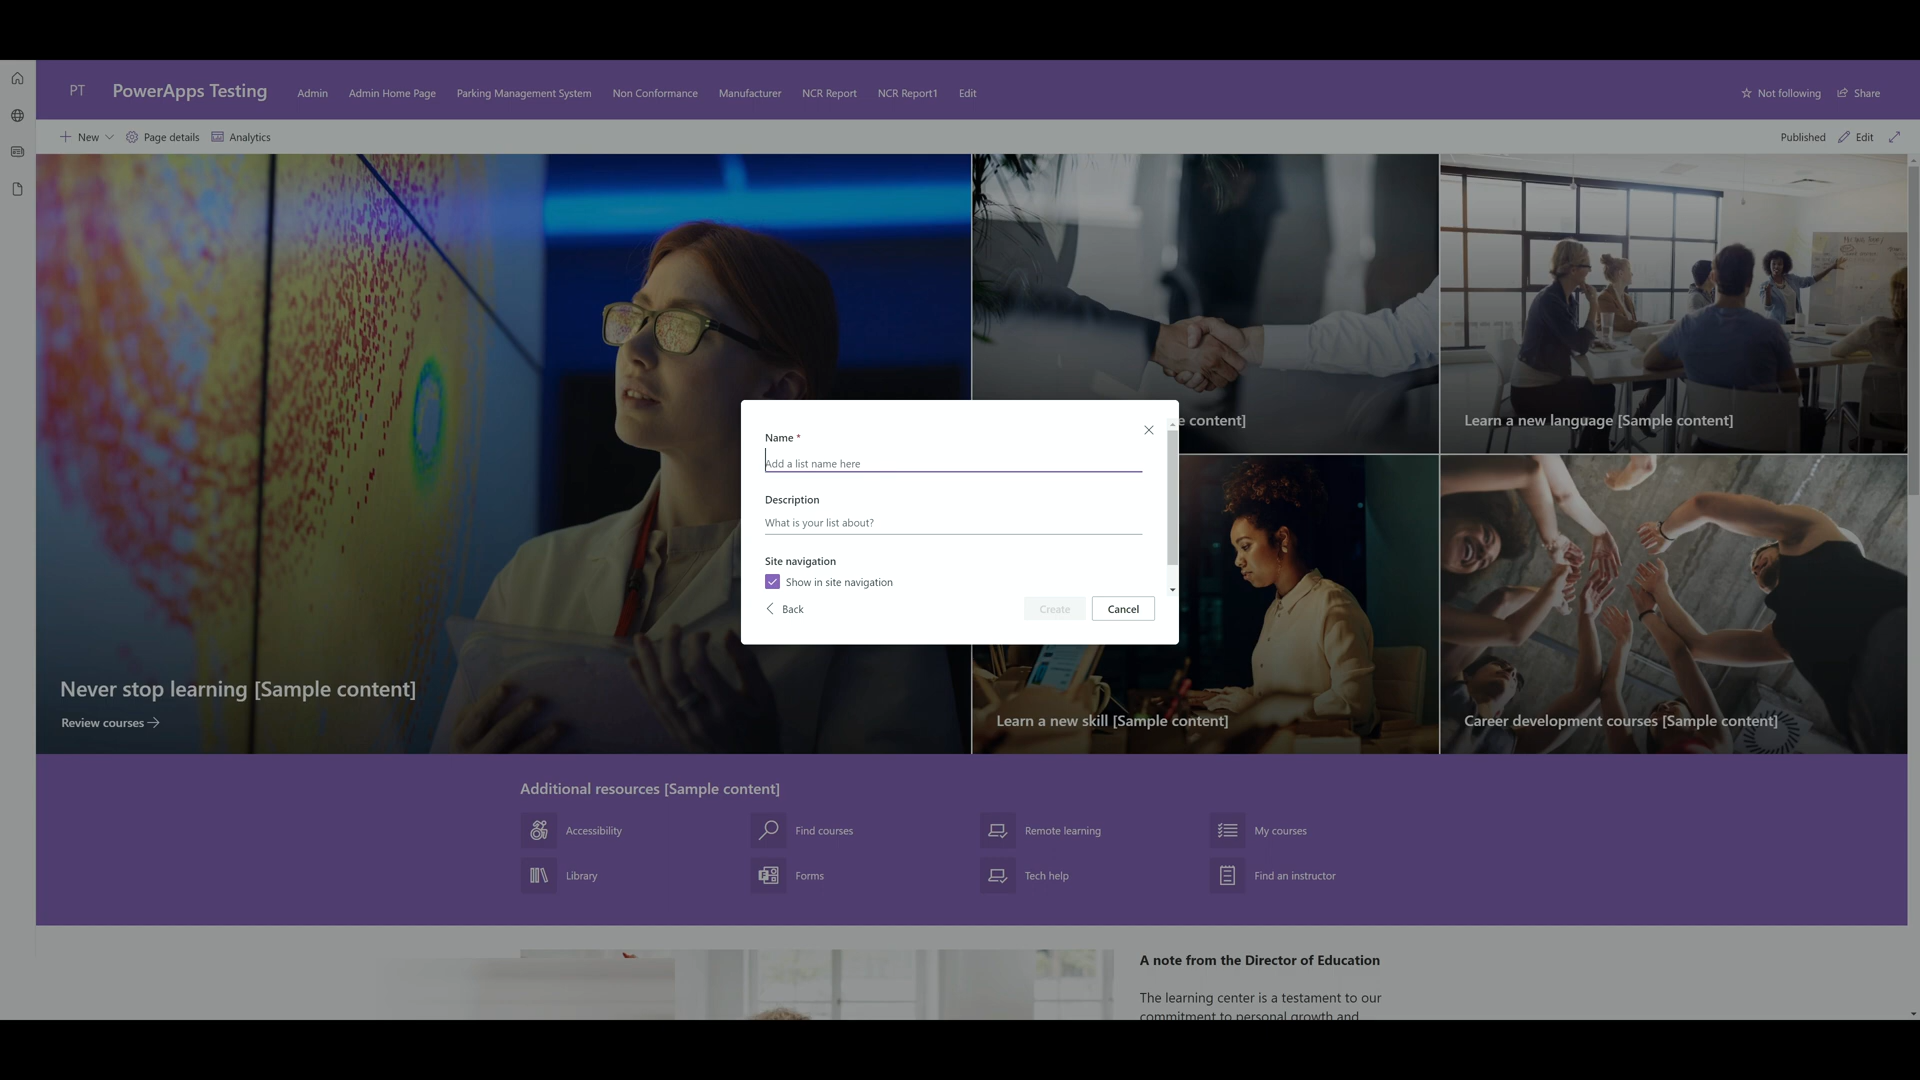 PT PowerApps Testing Admin Admin Home Page Parking Management System Non Conformance Manufacturer NCR Report NCR Report1 Edit Not following Share
New Page details Analytics Published Edit
e content]
Learn a new language [Sample content]
Name *
Add a list name here
Description
What is your list about?
Site navigation
Show in site navigation
Back Create Cancel
Never stop learning [Sample content]
Review courses
Learn a new skill [Sample content]
Career development courses [Sample content]
Additional resources [Sample content]
Accessibility Find courses Remote learning My courses
Library Forms Tech help Find an instructor
A note from the Director of Education
The learning center is a testament to our
commitment to personal growth and